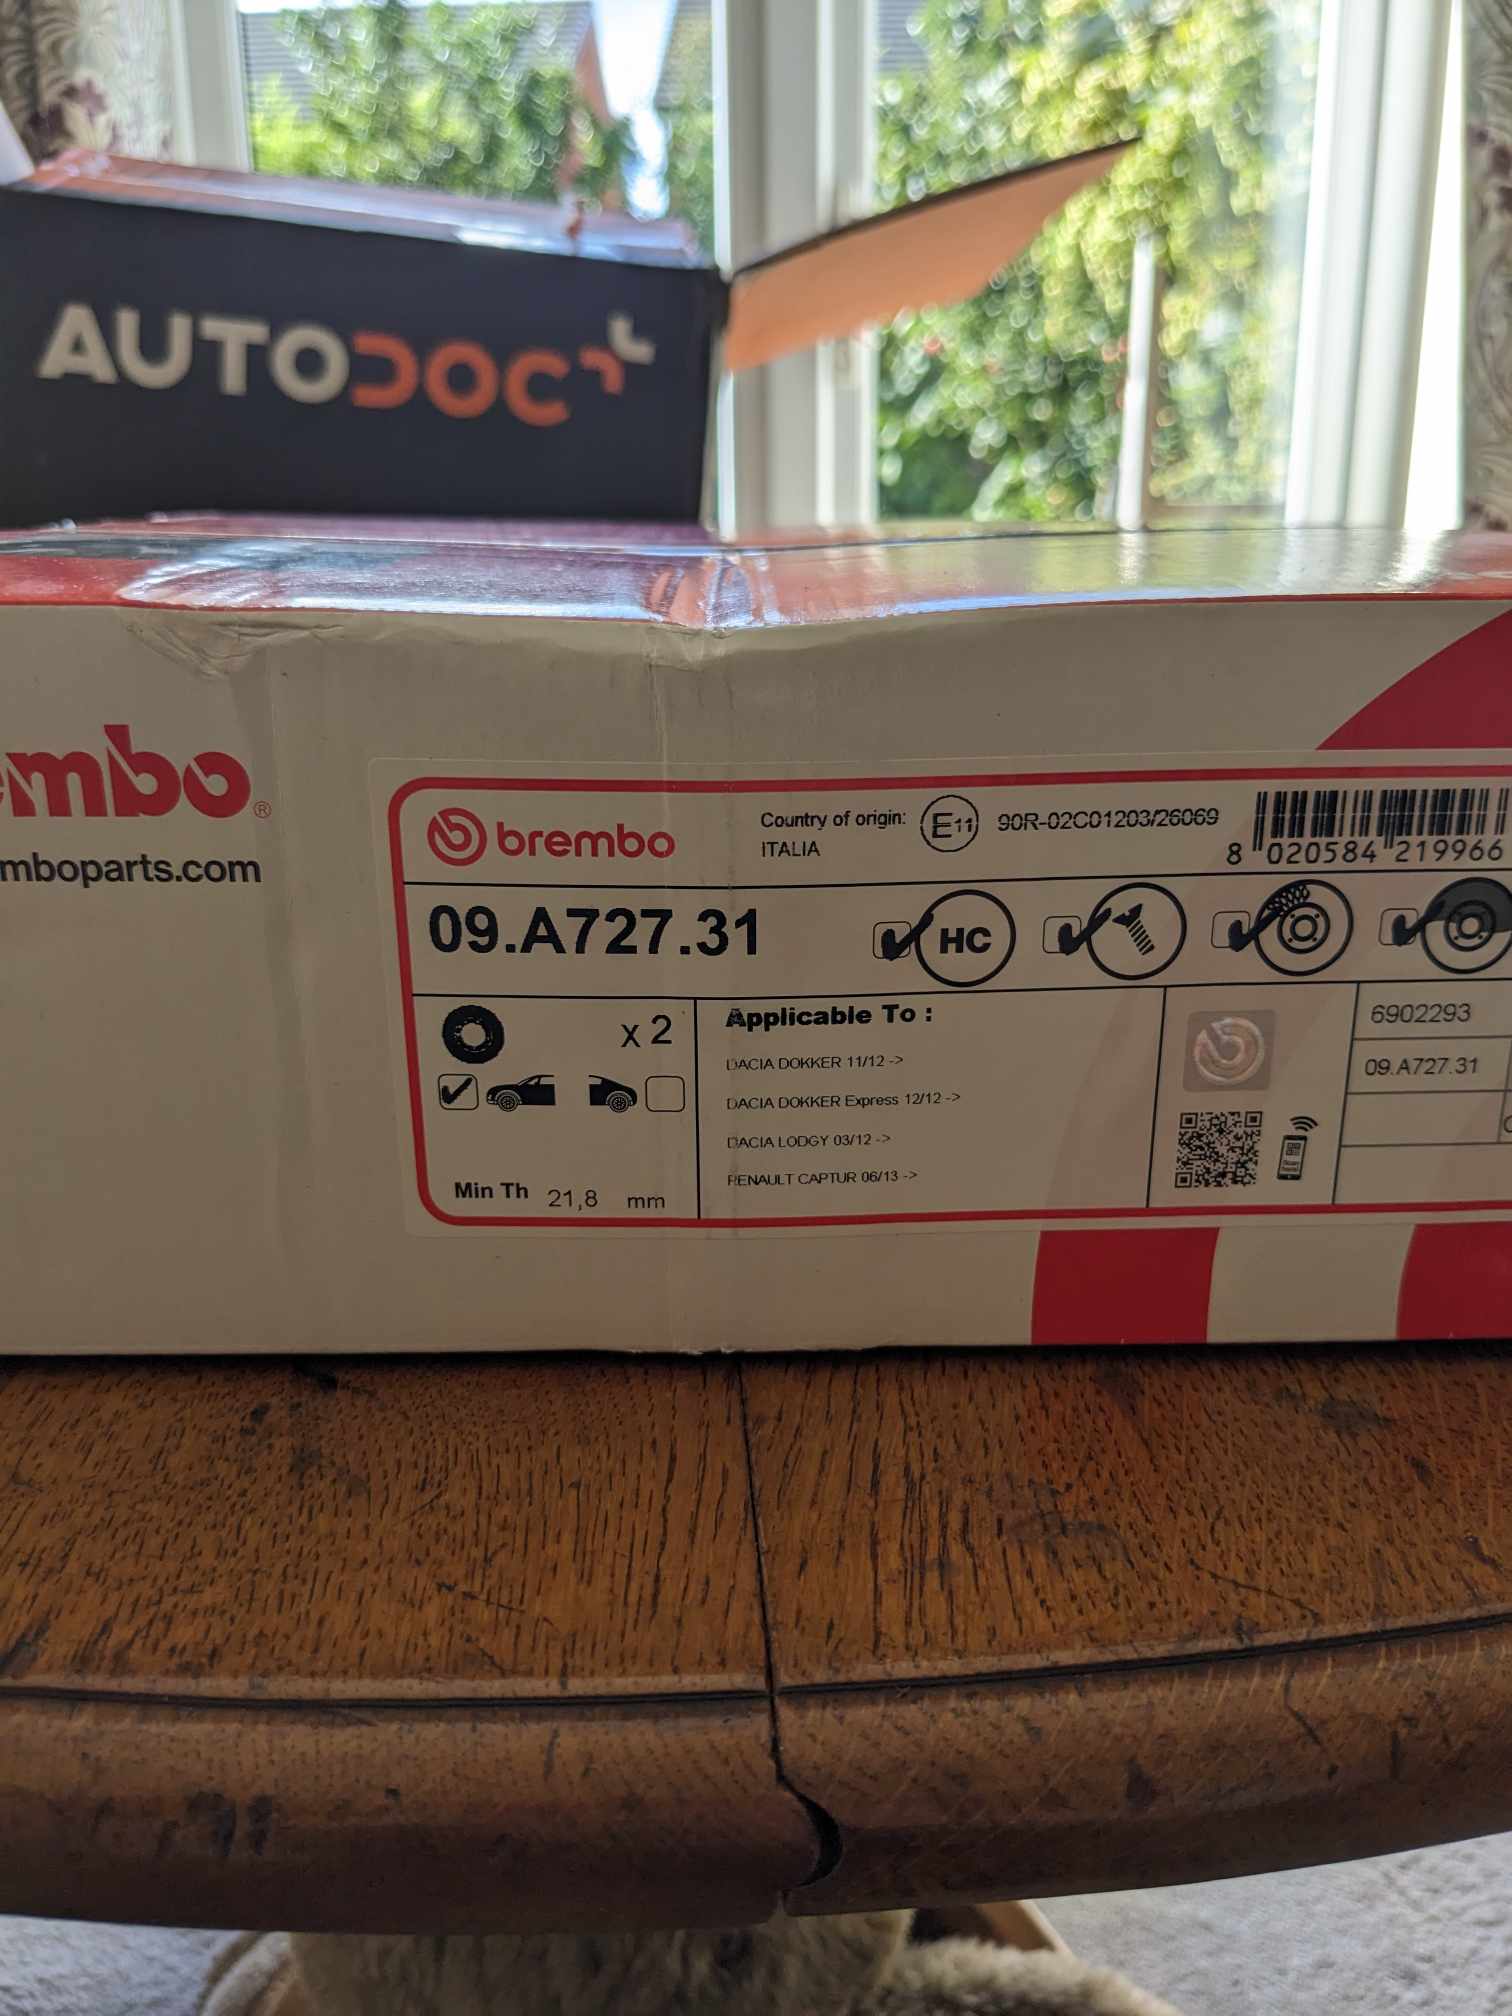 AUTODOC
embo®
mboparts.com
brembo
Country of origin:
ITALIA
E11
90R-02C01203/26069
8 020584 219966
09.A727.31
HC
x 2
Min Th 21,8 mm
Applicable To :
DACIA DOKKER 11/12 ->
DACIA DOKKER Express 12/12 ->
DACIA LODGY 03/12 ->
RENAULT CAPTUR 06/13 ->
6902293
09.A727.31